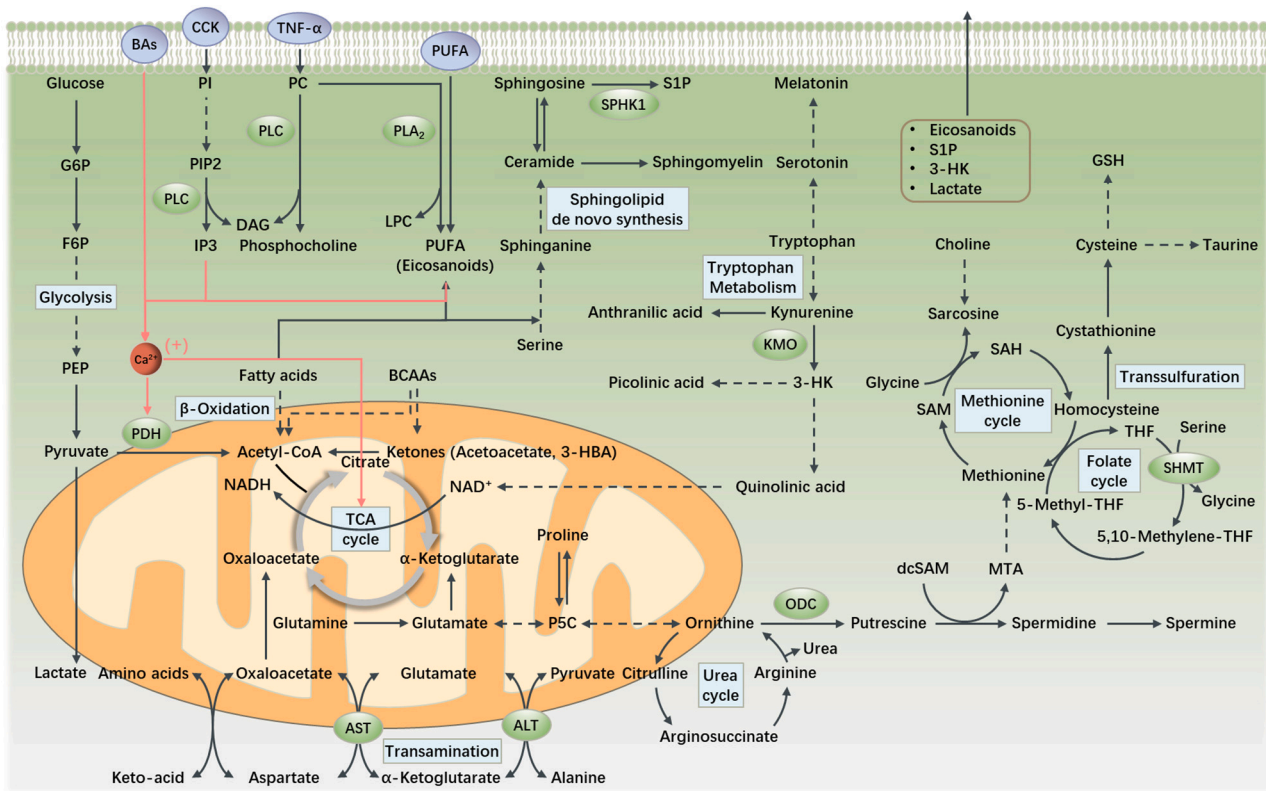 BAs
CCK
TNF-α
PUFA
Glucose
PI
PC
Sphingosine
S1P
Melatonin
SPHK1
PLC
PLA₂
• Eicosanoids
• S1P
• 3-HK
• Lactate
G6P
PIP2
Ceramide
Sphingomyelin
Serotonin
GSH
PLC
Sphingolipid
de novo synthesis
DAG
LPC
F6P
IP3
Phosphocholine
PUFA
(Eicosanoids)
Sphinganine
Tryptophan
Choline
Cysteine
Taurine
Tryptophan
Metabolism
Glycolysis
Anthranilic acid
Kynurenine
Sarcosine
Cystathionine
Serine
KMO
Ca²⁺
(+)
SAH
PEP
Fatty acids
BCAAs
Picolinic acid
3-HK
Glycine
Transsulfuration
β-Oxidation
SAM
Methionine
cycle
Homocysteine
PDH
THF
Serine
Pyruvate
Acetyl-CoA
Ketones (Acetoacetate, 3-HBA)
Citrate
Folate
cycle
SHMT
Methionine
NADH
NAD⁺
Quinolinic acid
5-Methyl-THF
Glycine
TCA
cycle
Proline
5,10-Methylene-THF
Oxaloacetate
α-Ketoglutarate
dcSAM
MTA
ODC
Glutamine
Glutamate
P5C
Ornithine
Putrescine
Spermidine
Spermine
Urea
Lactate
Amino acids
Oxaloacetate
Glutamate
Pyruvate
Citrulline
Urea
cycle
Arginine
AST
ALT
Arginosuccinate
Transamination
Keto-acid
Aspartate
α-Ketoglutarate
Alanine